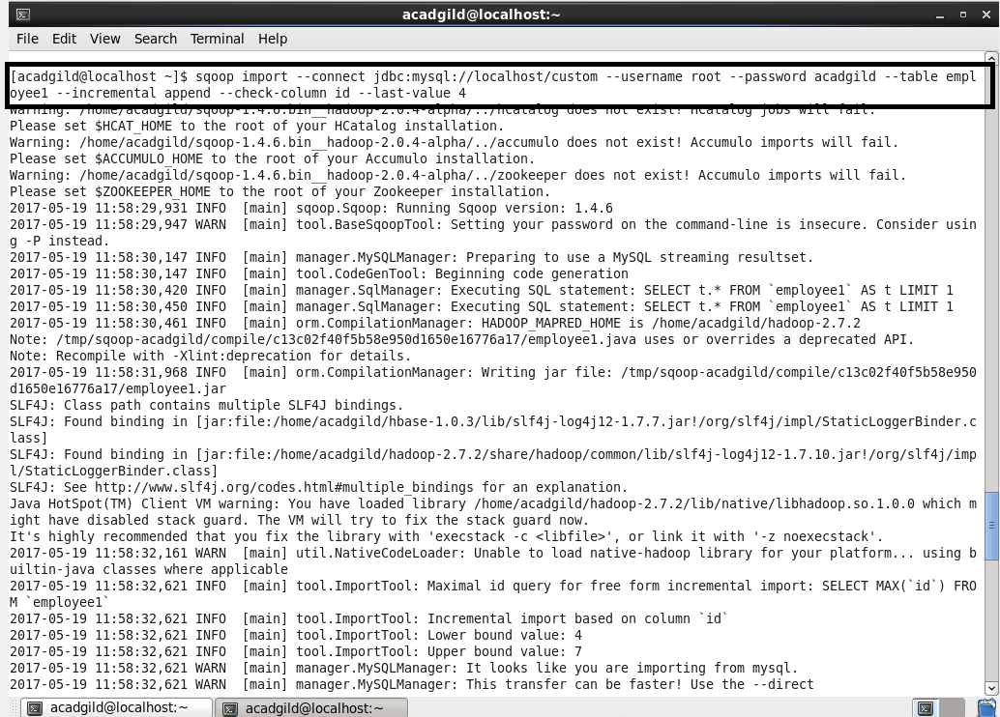 acadgild@localhost:~
File Edit View Search Terminal Help
[acadgild@localhost ~]$ sqoop import --connect jdbc:mysql://localhost/custom --username root --password acadgild --table empl
oyee1 --incremental append --check-column id --last-value 4
Warning: /home/acadgild/sqoop-1.4.6.bin__hadoop-2.0.4-alpha/../hcatalog does not exist! HCatalog jobs will fail.
Please set $HCAT_HOME to the root of your HCatalog installation.
Warning: /home/acadgild/sqoop-1.4.6.bin__hadoop-2.0.4-alpha/../accumulo does not exist! Accumulo imports will fail.
Please set $ACCUMULO_HOME to the root of your Accumulo installation.
Warning: /home/acadgild/sqoop-1.4.6.bin__hadoop-2.0.4-alpha/../zookeeper does not exist! Accumulo imports will fail.
Please set $ZOOKEEPER_HOME to the root of your Zookeeper installation.
2017-05-19 11:58:29,931 INFO  [main] sqoop.Sqoop: Running Sqoop version: 1.4.6
2017-05-19 11:58:29,947 WARN  [main] tool.BaseSqoopTool: Setting your password on the command-line is insecure. Consider usin
g -P instead.
2017-05-19 11:58:30,147 INFO  [main] manager.MySQLManager: Preparing to use a MySQL streaming resultset.
2017-05-19 11:58:30,147 INFO  [main] tool.CodeGenTool: Beginning code generation
2017-05-19 11:58:30,420 INFO  [main] manager.SqlManager: Executing SQL statement: SELECT t.* FROM `employee1` AS t LIMIT 1
2017-05-19 11:58:30,450 INFO  [main] manager.SqlManager: Executing SQL statement: SELECT t.* FROM `employee1` AS t LIMIT 1
2017-05-19 11:58:30,461 INFO  [main] orm.CompilationManager: HADOOP_MAPRED_HOME is /home/acadgild/hadoop-2.7.2
Note: /tmp/sqoop-acadgild/compile/c13c02f40f5b58e950d1650e16776a17/employee1.java uses or overrides a deprecated API.
Note: Recompile with -Xlint:deprecation for details.
2017-05-19 11:58:31,968 INFO  [main] orm.CompilationManager: Writing jar file: /tmp/sqoop-acadgild/compile/c13c02f40f5b58e950
d1650e16776a17/employee1.jar
SLF4J: Class path contains multiple SLF4J bindings.
SLF4J: Found binding in [jar:file:/home/acadgild/hbase-1.0.3/lib/slf4j-log4j12-1.7.7.jar!/org/slf4j/impl/StaticLoggerBinder.c
lass]
SLF4J: Found binding in [jar:file:/home/acadgild/hadoop-2.7.2/share/hadoop/common/lib/slf4j-log4j12-1.7.10.jar!/org/slf4j/imp
l/StaticLoggerBinder.class]
SLF4J: See http://www.slf4j.org/codes.html#multiple_bindings for an explanation.
Java HotSpot(TM) Client VM warning: You have loaded library /home/acadgild/hadoop-2.7.2/lib/native/libhadoop.so.1.0.0 which m
ight have disabled stack guard. The VM will try to fix the stack guard now.
It's highly recommended that you fix the library with 'execstack -c <libfile>', or link it with '-z noexecstack'.
2017-05-19 11:58:32,161 WARN  [main] util.NativeCodeLoader: Unable to load native-hadoop library for your platform... using b
uiltin-java classes where applicable
2017-05-19 11:58:32,621 INFO  [main] tool.ImportTool: Maximal id query for free form incremental import: SELECT MAX(`id`) FRO
M `employee1`
2017-05-19 11:58:32,621 INFO  [main] tool.ImportTool: Incremental import based on column `id`
2017-05-19 11:58:32,621 INFO  [main] tool.ImportTool: Lower bound value: 4
2017-05-19 11:58:32,621 INFO  [main] tool.ImportTool: Upper bound value: 7
2017-05-19 11:58:32,621 WARN  [main] manager.MySQLManager: It looks like you are importing from mysql.
2017-05-19 11:58:32,621 WARN  [main] manager.MySQLManager: This transfer can be faster! Use the --direct
acadgild@localhost:~ acadgild@localhost:~